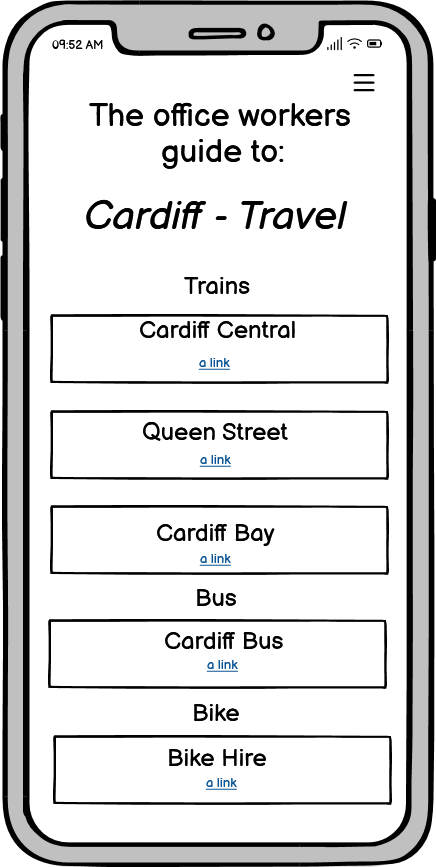 09:52 AM
The office workers
guide to:
Cardiff - Travel
Trains
Cardiff Central
a link
Queen Street
a link
Cardiff Bay
a link
Bus
Cardiff Bus
a link
Bike
Bike Hire
a link